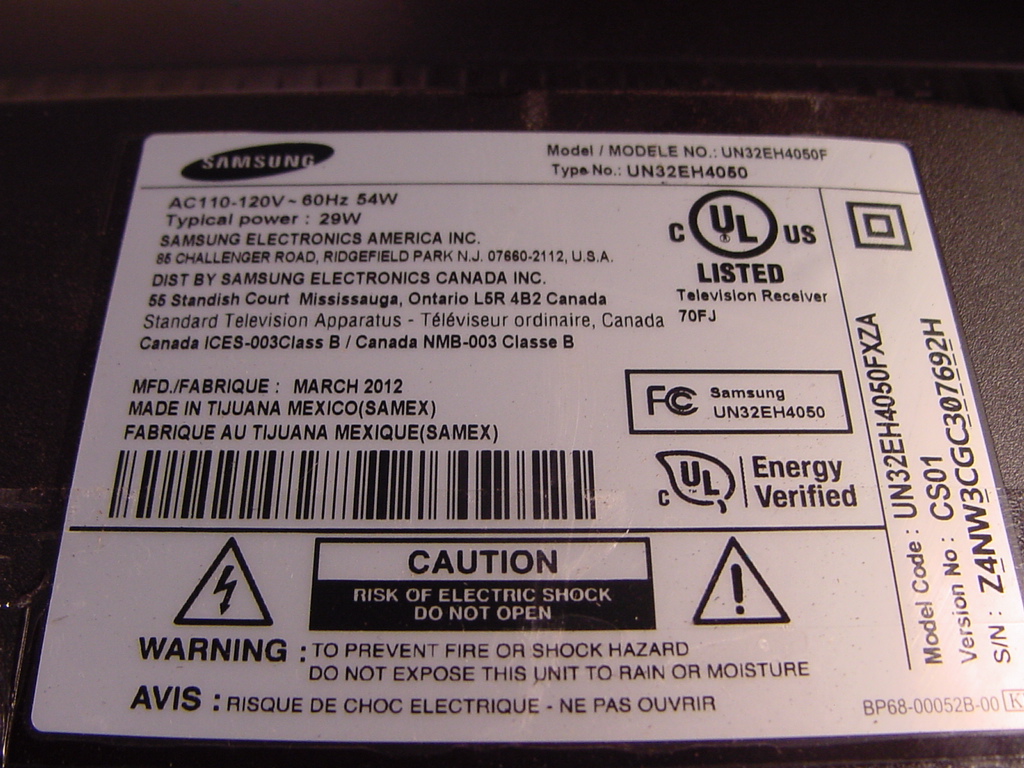 SAMSUNG
Model / MODELE NO.: UN32EH4050F
Type No.: UN32EH4050
AC110-120V ~ 60Hz 54W
Typical power : 29W
SAMSUNG ELECTRONICS AMERICA INC.
85 CHALLENGER ROAD, RIDGEFIELD PARK N.J. 07660-2112, U.S.A.
DIST BY SAMSUNG ELECTRONICS CANADA INC.
55 Standish Court Mississauga, Ontario L5R 4B2 Canada
Standard Television Apparatus - Téléviseur ordinaire, Canada
Canada ICES-003Class B / Canada NMB-003 Classe B
C UL ® US
LISTED
Television Receiver
70FJ
MFD./FABRIQUE : MARCH 2012
MADE IN TIJUANA MEXICO(SAMEX)
FABRIQUE AU TIJUANA MEXIQUE(SAMEX)
FC Samsung
UN32EH4050
C UL Energy
Verified
CAUTION
RISK OF ELECTRIC SHOCK
DO NOT OPEN
WARNING : TO PREVENT FIRE OR SHOCK HAZARD
DO NOT EXPOSE THIS UNIT TO RAIN OR MOISTURE
AVIS : RISQUE DE CHOC ELECTRIQUE - NE PAS OUVRIR
Model Code : UN32EH4050FXZA
Version No : CS01
S/N : Z4NW3CGC307692H
BP68-00052B-00 K